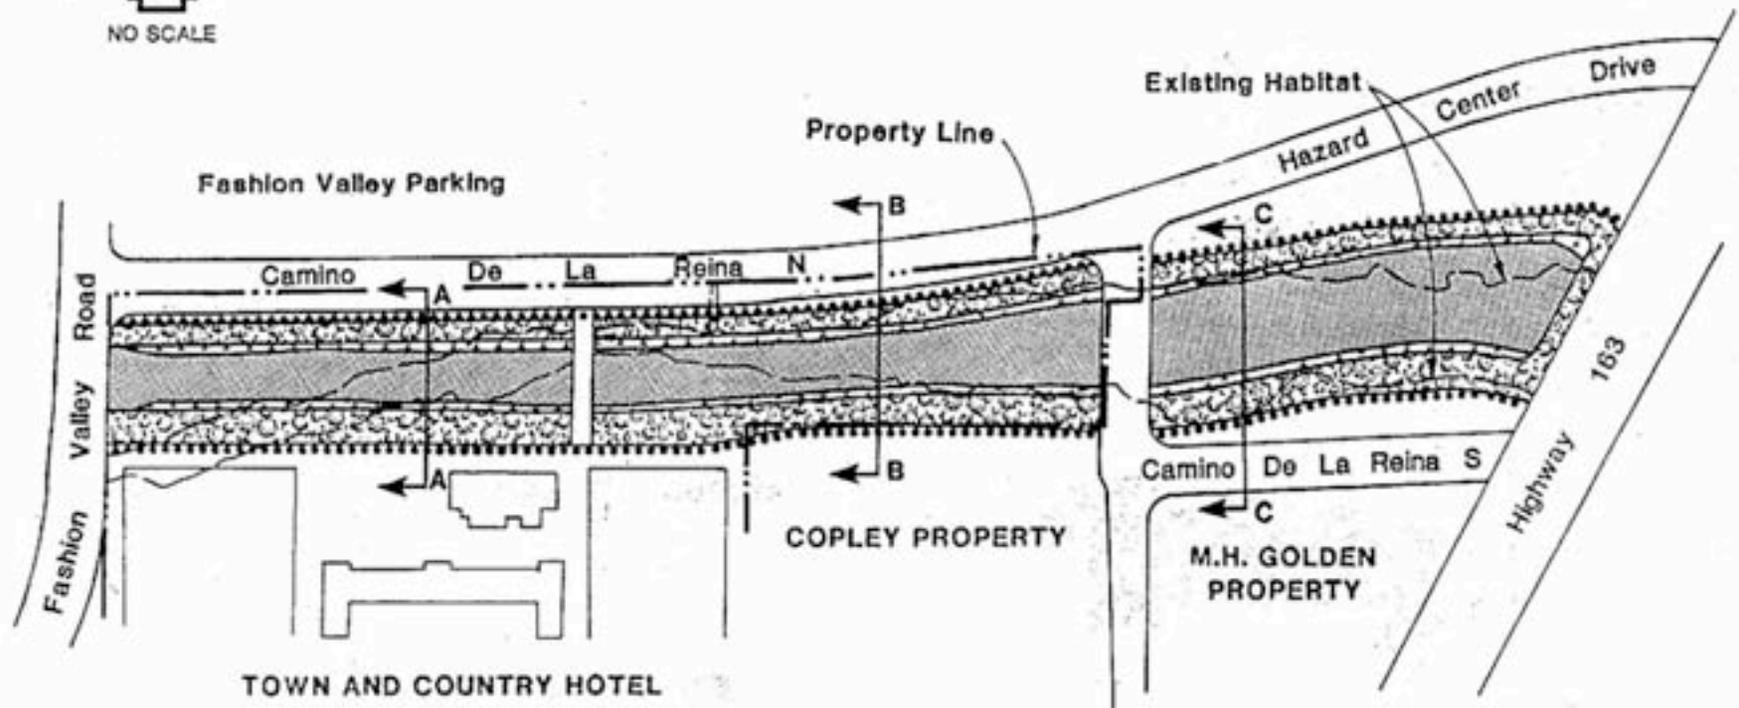 NO SCALE
Existing Habitat
Hazard Center Drive
Property Line
Fashion Valley Parking
B
C
Camino De La Reina N
A
Fashion Valley Road
A
B
C
Camino De La Reina S
Highway 163
COPLEY PROPERTY
M.H. GOLDEN
PROPERTY
TOWN AND COUNTRY HOTEL